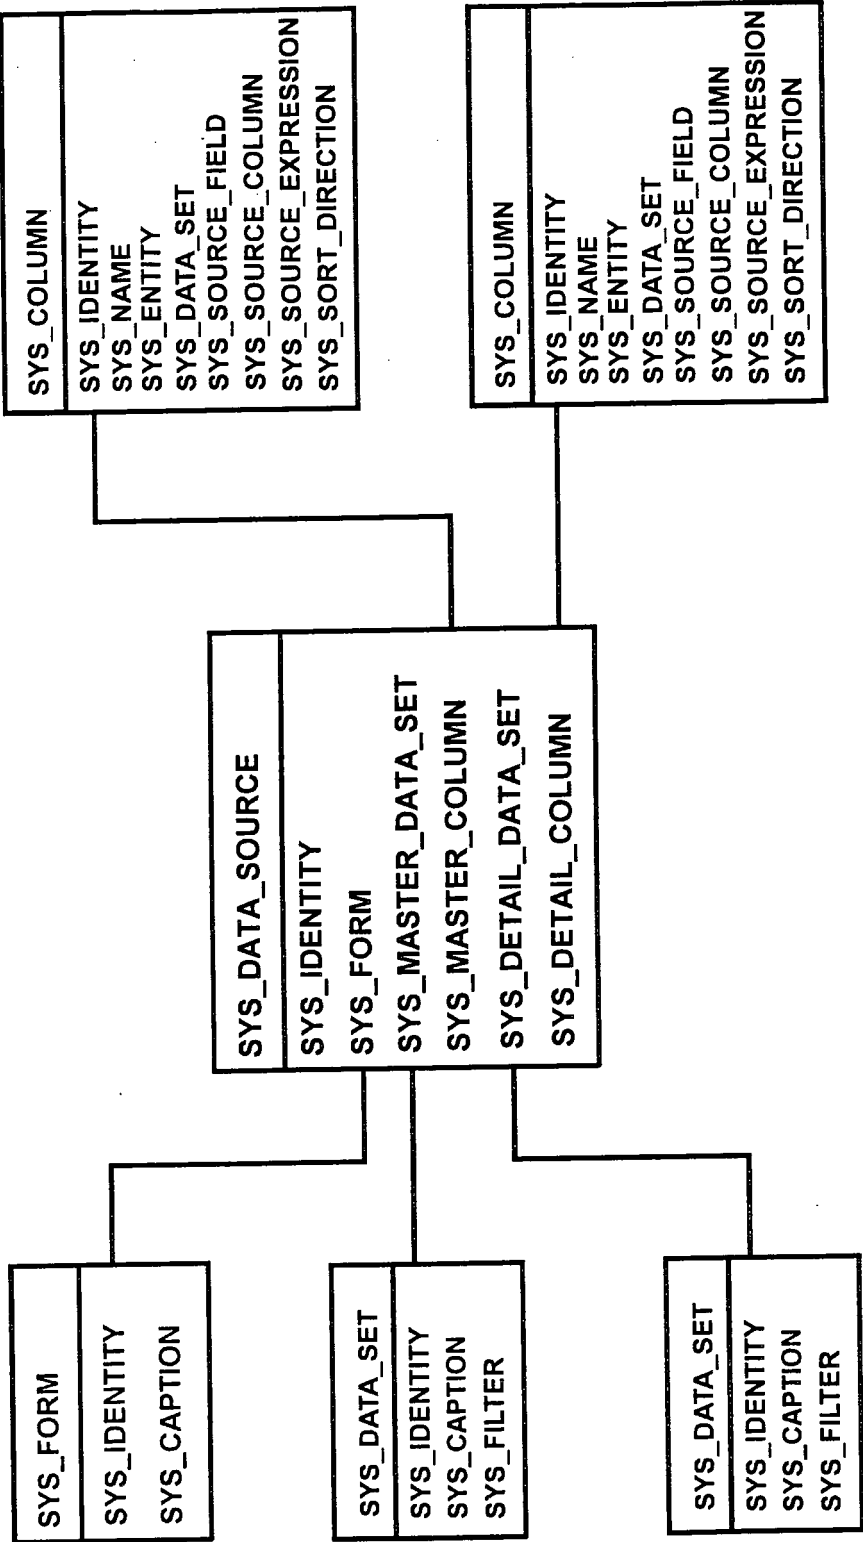 SYS_FORM
SYS_IDENTITY
SYS_CAPTION
SYS_DATA_SET
SYS_IDENTITY
SYS_CAPTION
SYS_FILTER
SYS_DATA_SET
SYS_IDENTITY
SYS_CAPTION
SYS_FILTER
SYS_DATA_SOURCE
SYS_IDENTITY
SYS_FORM
SYS_MASTER_DATA_SET
SYS_MASTER_COLUMN
SYS_DETAIL_DATA_SET
SYS_DETAIL_COLUMN
SYS_COLUMN
SYS_IDENTITY
SYS_NAME
SYS_ENTITY
SYS_DATA_SET
SYS_SOURCE_FIELD
SYS_SOURCE_COLUMN
SYS_SOURCE_EXPRESSION
SYS_SORT_DIRECTION
SYS_COLUMN
SYS_IDENTITY
SYS_NAME
SYS_ENTITY
SYS_DATA_SET
SYS_SOURCE_FIELD
SYS_SOURCE_COLUMN
SYS_SOURCE_EXPRESSION
SYS_SORT_DIRECTION